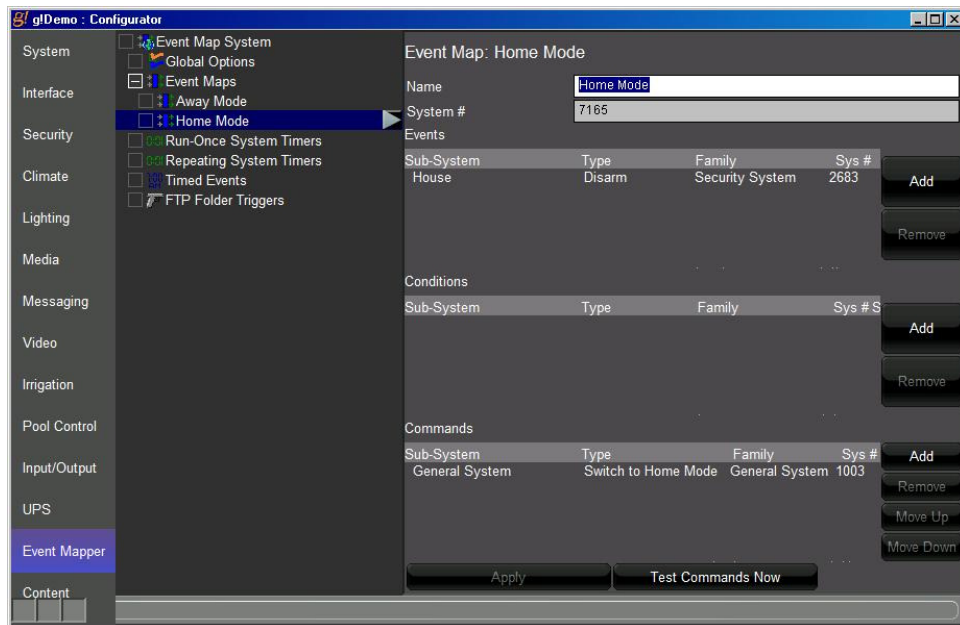 g! g!Demo : Configurator
System
Interface
Security
Climate
Lighting
Media
Messaging
Video
Irrigation
Pool Control
Input/Output
UPS
Event Mapper
Content
Event Map System
Global Options
Event Maps
Away Mode
Home Mode
Run-Once System Timers
Repeating System Timers
Timed Events
FTP Folder Triggers
Event Map: Home Mode
Name Home Mode
System # 7165
Events
Sub-System Type Family Sys #
House Disarm Security System 2683
Add
Remove
Conditions
Sub-System Type Family Sys # S
Add
Remove
Commands
Sub-System Type Family Sys #
General System Switch to Home Mode General System 1003
Add
Remove
Move Up
Move Down
Apply Test Commands Now